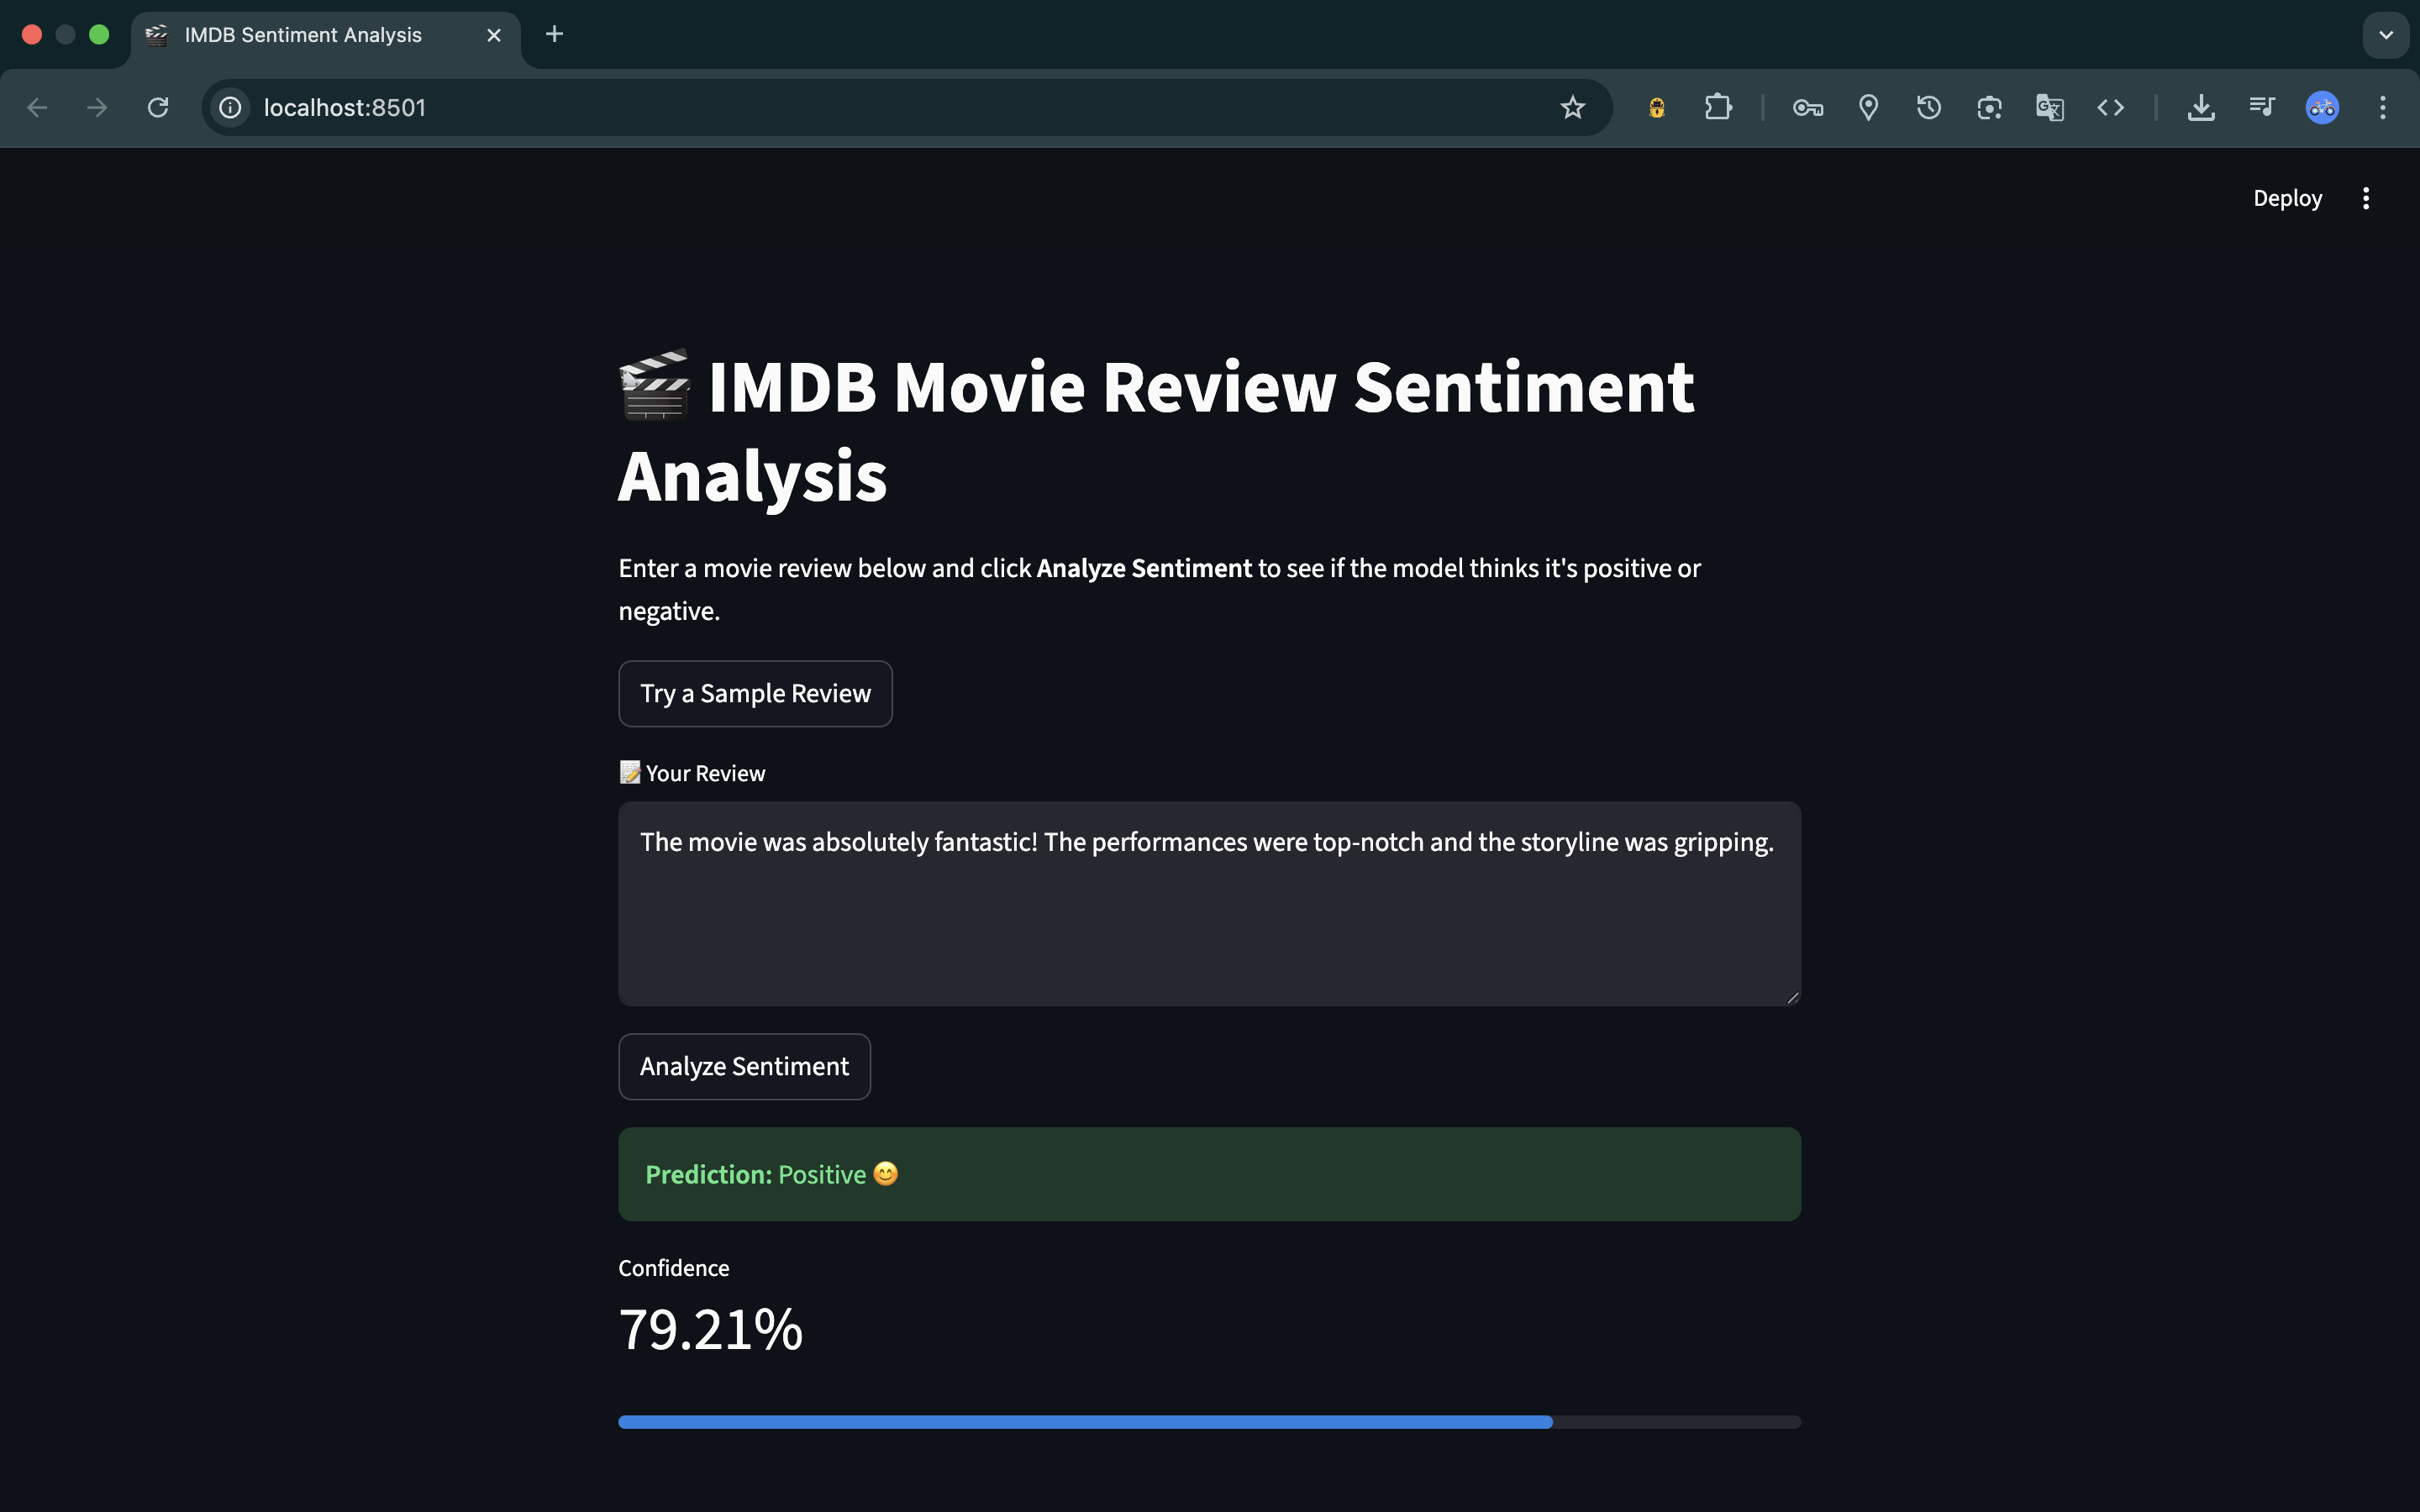 IMDB Sentiment Analysis
localhost:8501
Deploy
🎬 IMDB Movie Review Sentiment
Analysis
Enter a movie review below and click Analyze Sentiment to see if the model thinks it's positive or
negative.
Try a Sample Review
📝 Your Review
The movie was absolutely fantastic! The performances were top-notch and the storyline was gripping.
Analyze Sentiment
Prediction: Positive 😊
Confidence
79.21%